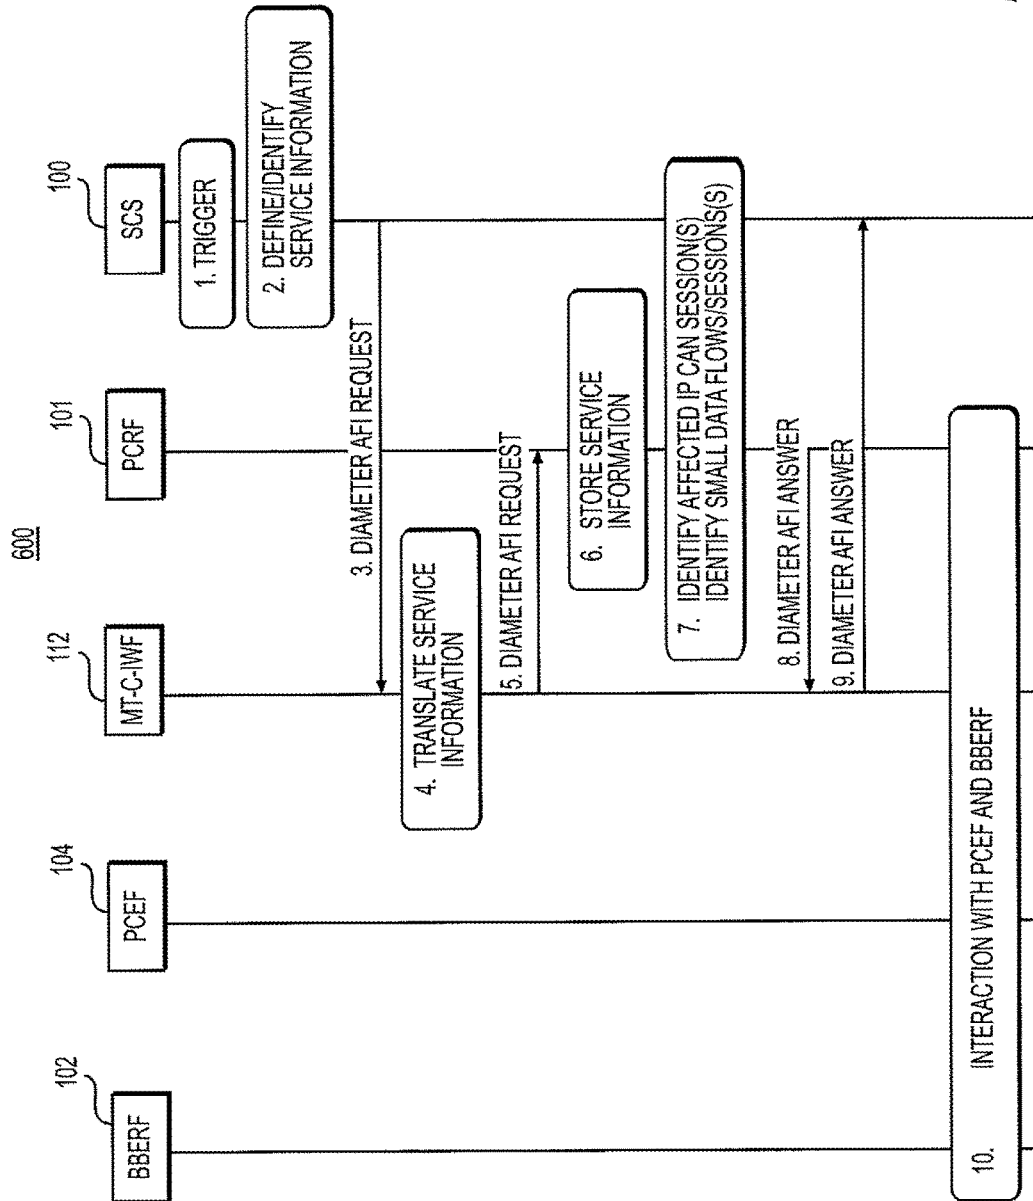 600
102
104
112
101
100
BBERF
PCEF
MT-C-IWF
PCRF
SCS
1. TRIGGER
2. DEFINE/IDENTIFY
SERVICE INFORMATION
3. DIAMETER AFI REQUEST
4. TRANSLATE SERVICE
INFORMATION
5. DIAMETER AFI REQUEST
6. STORE SERVICE
INFORMATION
7. IDENTIFY AFFECTED IP CAN SESSION(S)
IDENTIFY SMALL DATA FLOWS/SESSIONS(S)
8. DIAMETER AFI ANSWER
9. DIAMETER AFI ANSWER
10. INTERACTION WITH PCEF AND BBERF